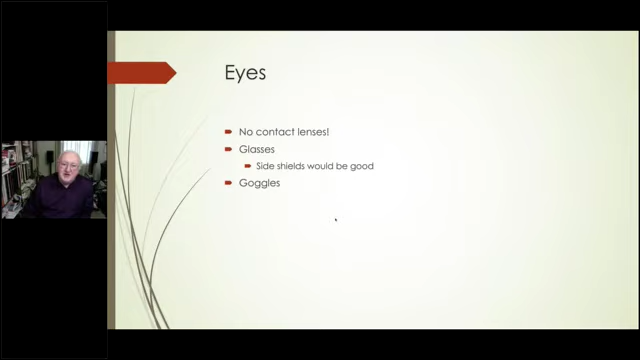 Eyes
No contact lenses!
Glasses
Side shields would be good
Goggles